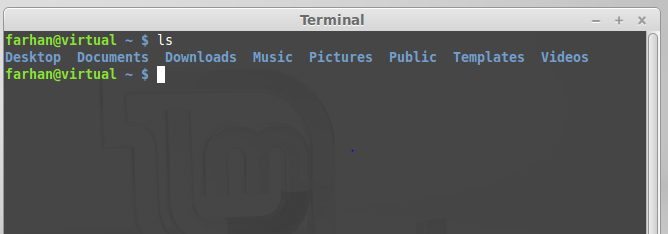 Terminal
farhan@virtual ~ $ ls
Desktop Documents Downloads Music Pictures Public Templates Videos
farhan@virtual ~ $